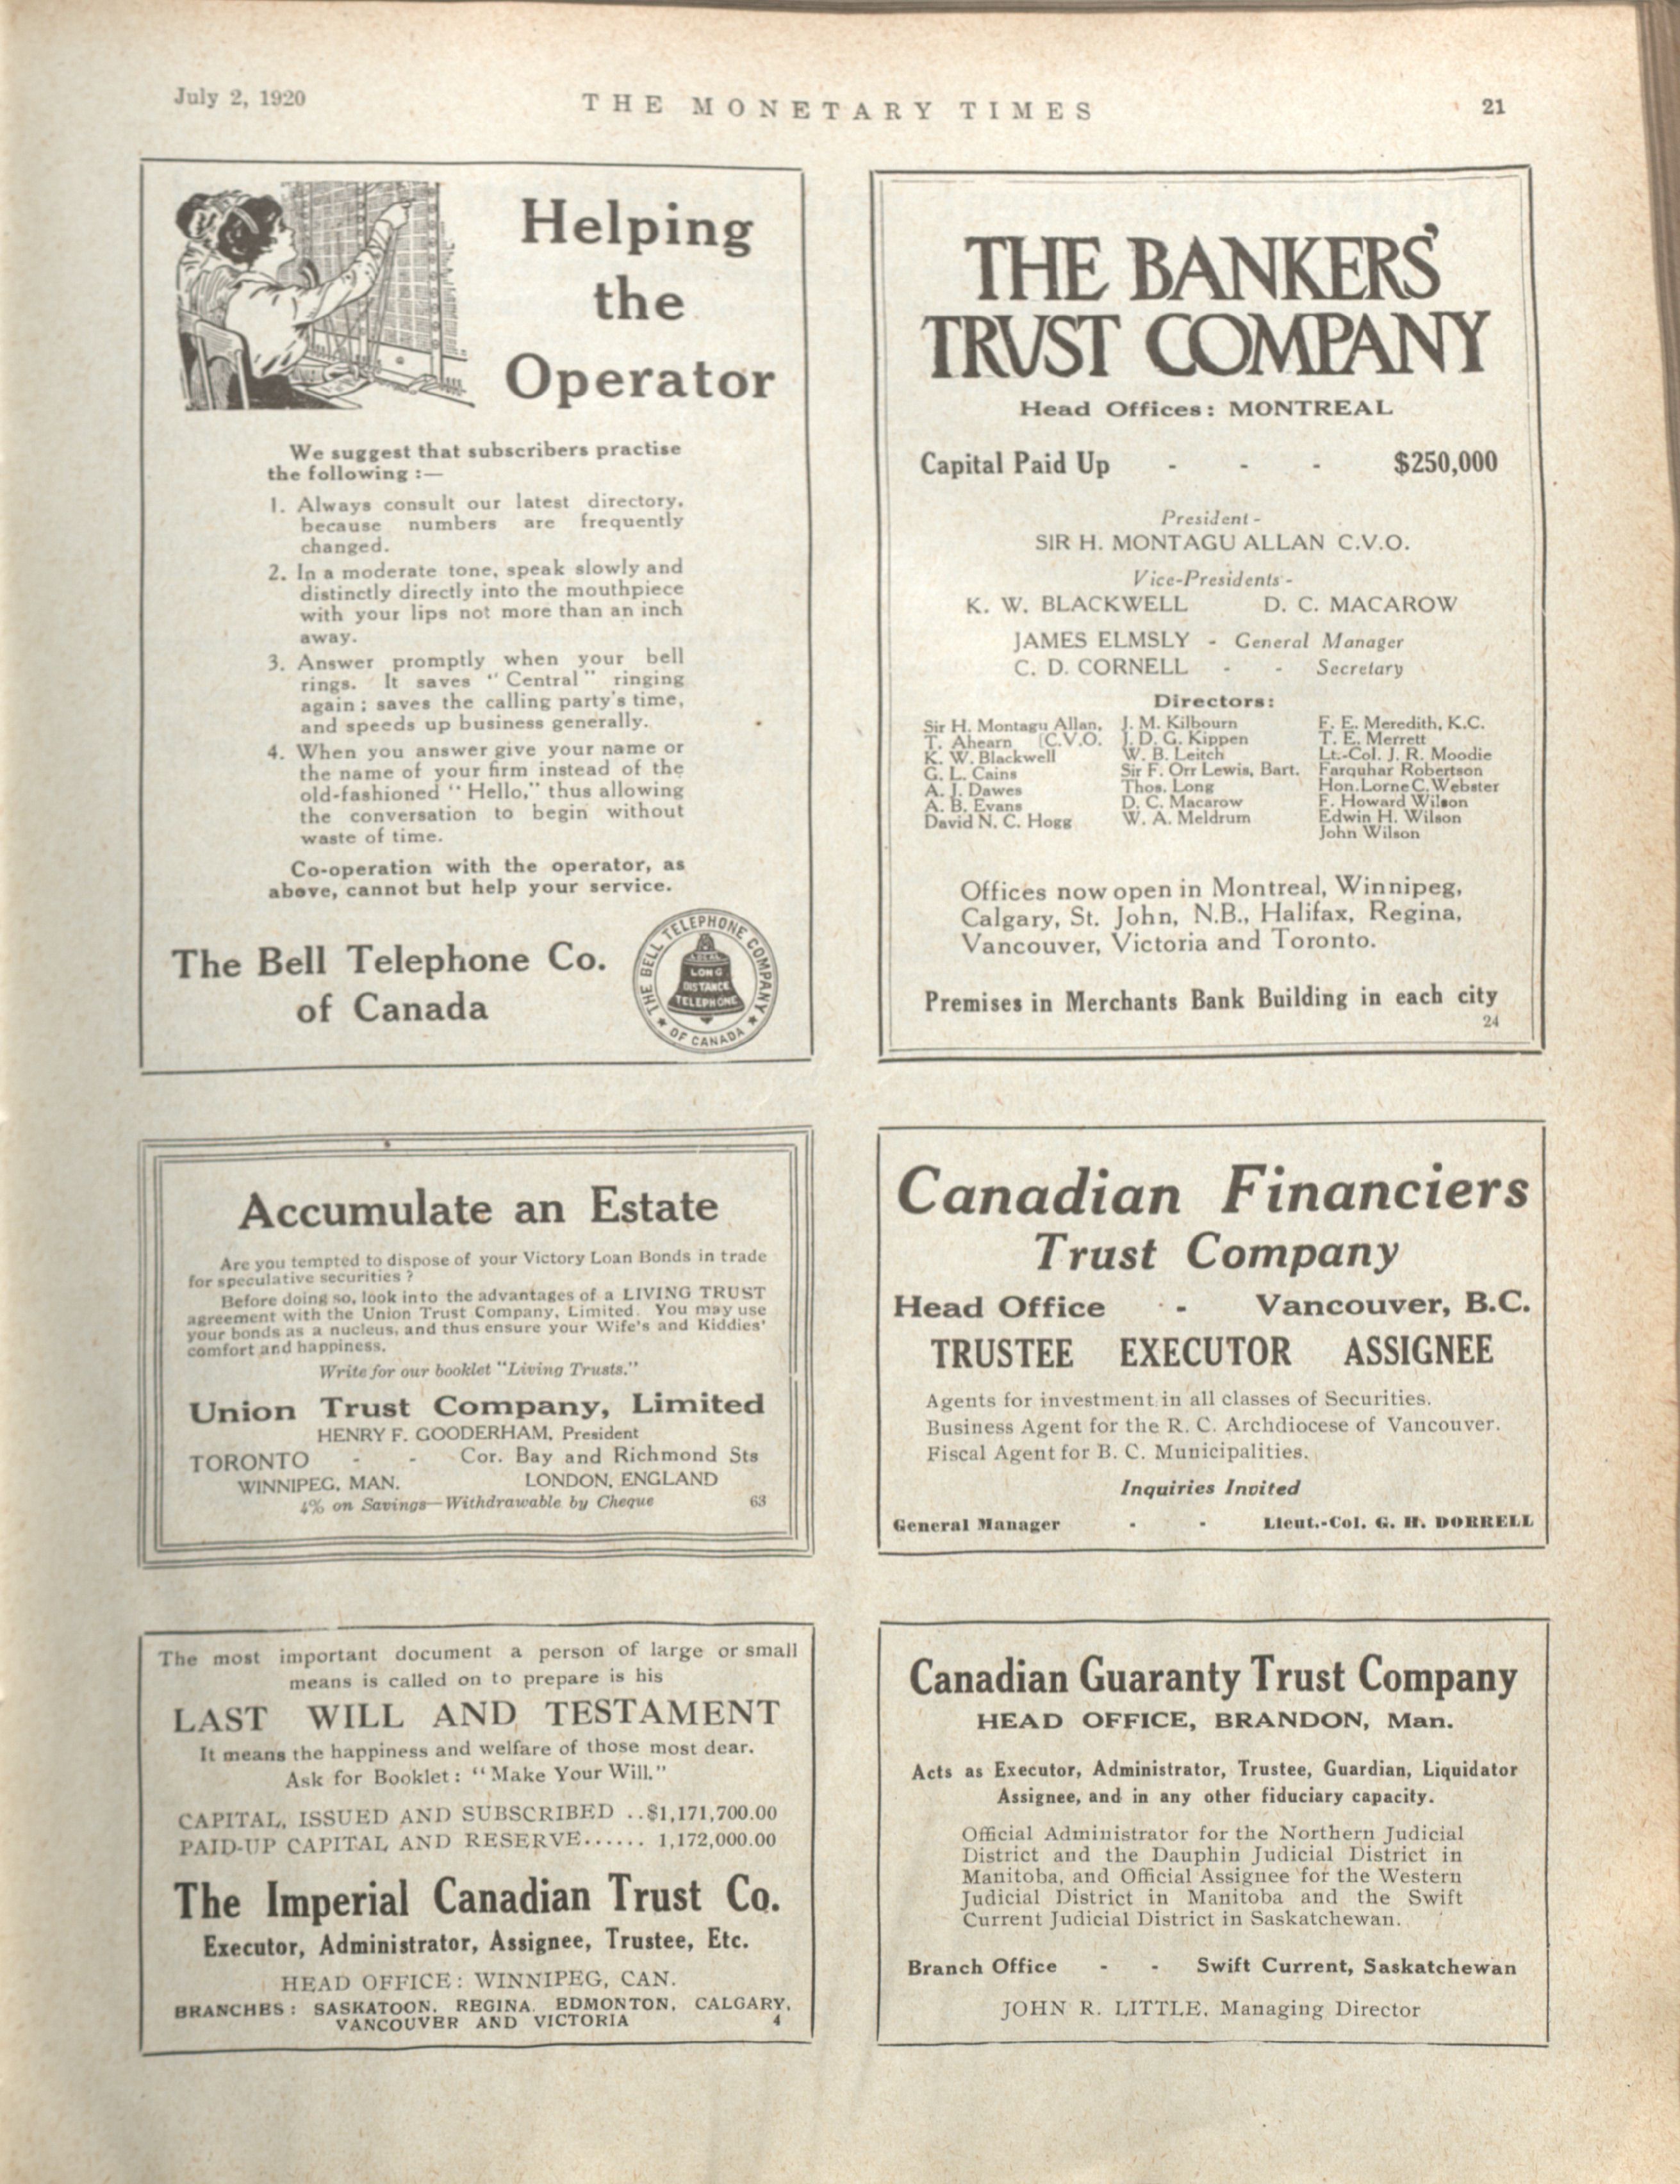 July 2, 1920
THE MONETARY TIMES
21
Helping
the
Operator
We suggest that subscribers practise
the following :—
1. Always consult our latest directory,
because numbers are frequently
changed.
2. In a moderate tone, speak slowly and
distinctly directly into the mouthpiece
with your lips not more than an inch
away.
3. Answer promptly when your bell
rings. It saves "Central" ringing
again; saves the calling party's time,
and speeds up business generally.
4. When you answer give your name or
the name of your firm instead of the
old-fashioned "Hello," thus allowing
the conversation to begin without
waste of time.
Co-operation with the operator, as
above, cannot but help your service.
The Bell Telephone Co.
of Canada
THE BELL TELEPHONE COMPANY
OF CANADA
LOCAL
LONG
DISTANCE
TELEPHONE
THE BANKERS'
TRVST COMPANY
Head Offices: MONTREAL
Capital Paid Up - - - $250,000
President -
SIR H. MONTAGU ALLAN C.V.O.
Vice-Presidents -
K. W. BLACKWELL D. C. MACAROW
JAMES ELMSLY - General Manager
C. D. CORNELL - - Secretary
Directors:
Sir H. Montagu Allan, J. M. Kilbourn F. E. Meredith, K.C.
T. Ahearn [C.V.O. J. D. G. Kippen T. E. Merrett
K. W. Blackwell W. B. Leitch Lt.-Col. J. R. Moodie
G. L. Cains Sir F. Orr Lewis, Bart. Farquhar Robertson
A. J. Dawes Thos. Long Hon. Lorne C. Webster
A. B. Evans D. C. Macarow F. Howard Wilson
David N. C. Hogg W. A. Meldrum Edwin H. Wilson
John Wilson
Offices now open in Montreal, Winnipeg,
Calgary, St. John, N.B., Halifax, Regina,
Vancouver, Victoria and Toronto.
Premises in Merchants Bank Building in each city
24
Accumulate an Estate
Are you tempted to dispose of your Victory Loan Bonds in trade
for speculative securities ?
Before doing so, look into the advantages of a LIVING TRUST
agreement with the Union Trust Company, Limited. You may use
your bonds as a nucleus, and thus ensure your Wife's and Kiddies'
comfort and happiness.
Write for our booklet "Living Trusts."
Union Trust Company, Limited
HENRY F. GOODERHAM, President
TORONTO - - Cor. Bay and Richmond Sts
WINNIPEG, MAN. LONDON, ENGLAND
4% on Savings—Withdrawable by Cheque 63
Canadian Financiers
Trust Company
Head Office - Vancouver, B.C.
TRUSTEE EXECUTOR ASSIGNEE
Agents for investment in all classes of Securities.
Business Agent for the R. C. Archdiocese of Vancouver.
Fiscal Agent for B. C. Municipalities.
Inquiries Invited
General Manager - - Lieut.-Col. G. H. DORRELL
The most important document a person of large or small
means is called on to prepare is his
LAST WILL AND TESTAMENT
It means the happiness and welfare of those most dear.
Ask for Booklet: "Make Your Will."
CAPITAL, ISSUED AND SUBSCRIBED ..$1,171,700.00
PAID-UP CAPITAL AND RESERVE...... 1,172,000.00
The Imperial Canadian Trust Co.
Executor, Administrator, Assignee, Trustee, Etc.
HEAD OFFICE: WINNIPEG, CAN.
BRANCHES: SASKATOON, REGINA, EDMONTON, CALGARY,
VANCOUVER AND VICTORIA 4
Canadian Guaranty Trust Company
HEAD OFFICE, BRANDON, Man.
Acts as Executor, Administrator, Trustee, Guardian, Liquidator
Assignee, and in any other fiduciary capacity.
Official Administrator for the Northern Judicial
District and the Dauphin Judicial District in
Manitoba, and Official Assignee for the Western
Judicial District in Manitoba and the Swift
Current Judicial District in Saskatchewan.
Branch Office - - Swift Current, Saskatchewan
JOHN R. LITTLE, Managing Director